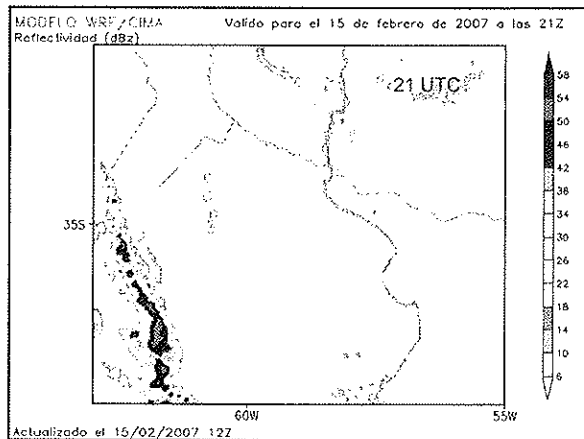 MODELO WRF/CIMA
Valido para el 15 de febrero de 2007 a las 21Z
Reflectividad (dBz)
21 UTC
58
54
50
46
42
38
34
30
26
22
18
14
10
6
35S
60W
55W
Actualizado el 15/02/2007 12Z